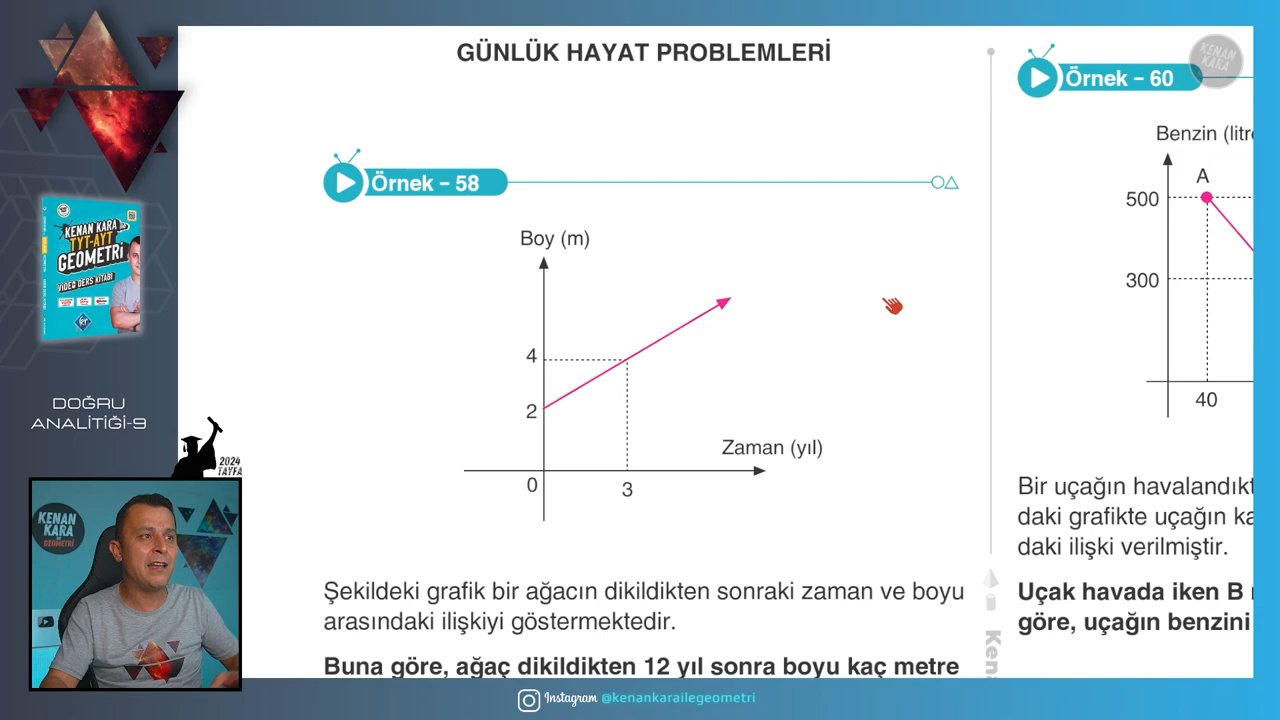 GÜNLÜK HAYAT PROBLEMLERİ
Örnek – 58
Boy (m)
4
2
0
3
Zaman (yıl)
Şekildeki grafik bir ağacın dikildikten sonraki zaman ve boyu
arasındaki ilişkiyi göstermektedir.
Buna göre, ağaç dikildikten 12 yıl sonra boyu kaç metre
Örnek – 60
KENAN
KARA
Benzin (litre
A
500
300
40
Bir uçağın havalandıkt
daki grafikte uçağın ka
daki ilişki verilmiştir.
Uçak havada iken B
göre, uçağın benzini
Kena
KENAN KARA
TYT-AYT
GEOMETRİ
VİDEO DERS KİTABI
DOĞRU
ANALİTİĞİ-9
2024
TAYFA
KENAN
KARA
GEOMETRİ
Instagram @kenankarailegeometri